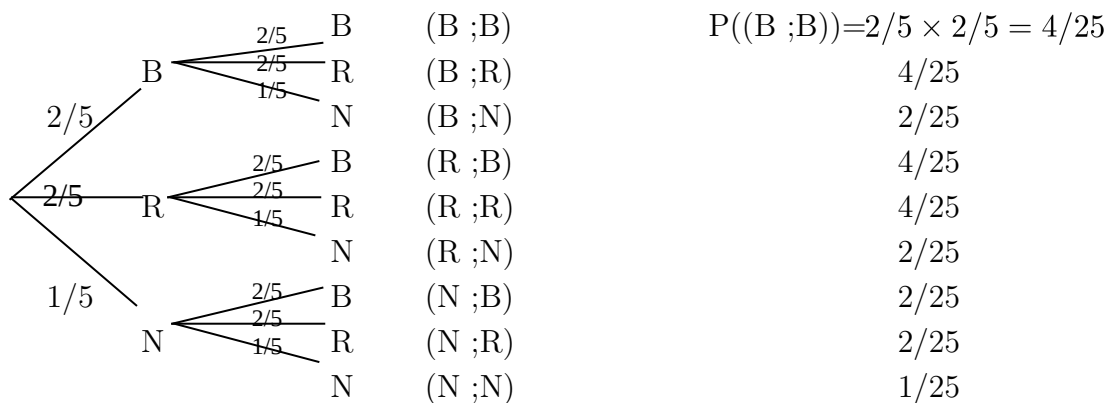 2/5 B (B ;B) P((B ;B))=2/5 × 2/5 = 4/25
B 2/5 R (B ;R) 4/25
2/5 1/5 N (B ;N) 2/25
2/5 B (R ;B) 4/25
2/5 R 2/5 R (R ;R) 4/25
1/5 N (R ;N) 2/25
1/5 2/5 B (N ;B) 2/25
N 2/5 R (N ;R) 2/25
1/5 N (N ;N) 1/25